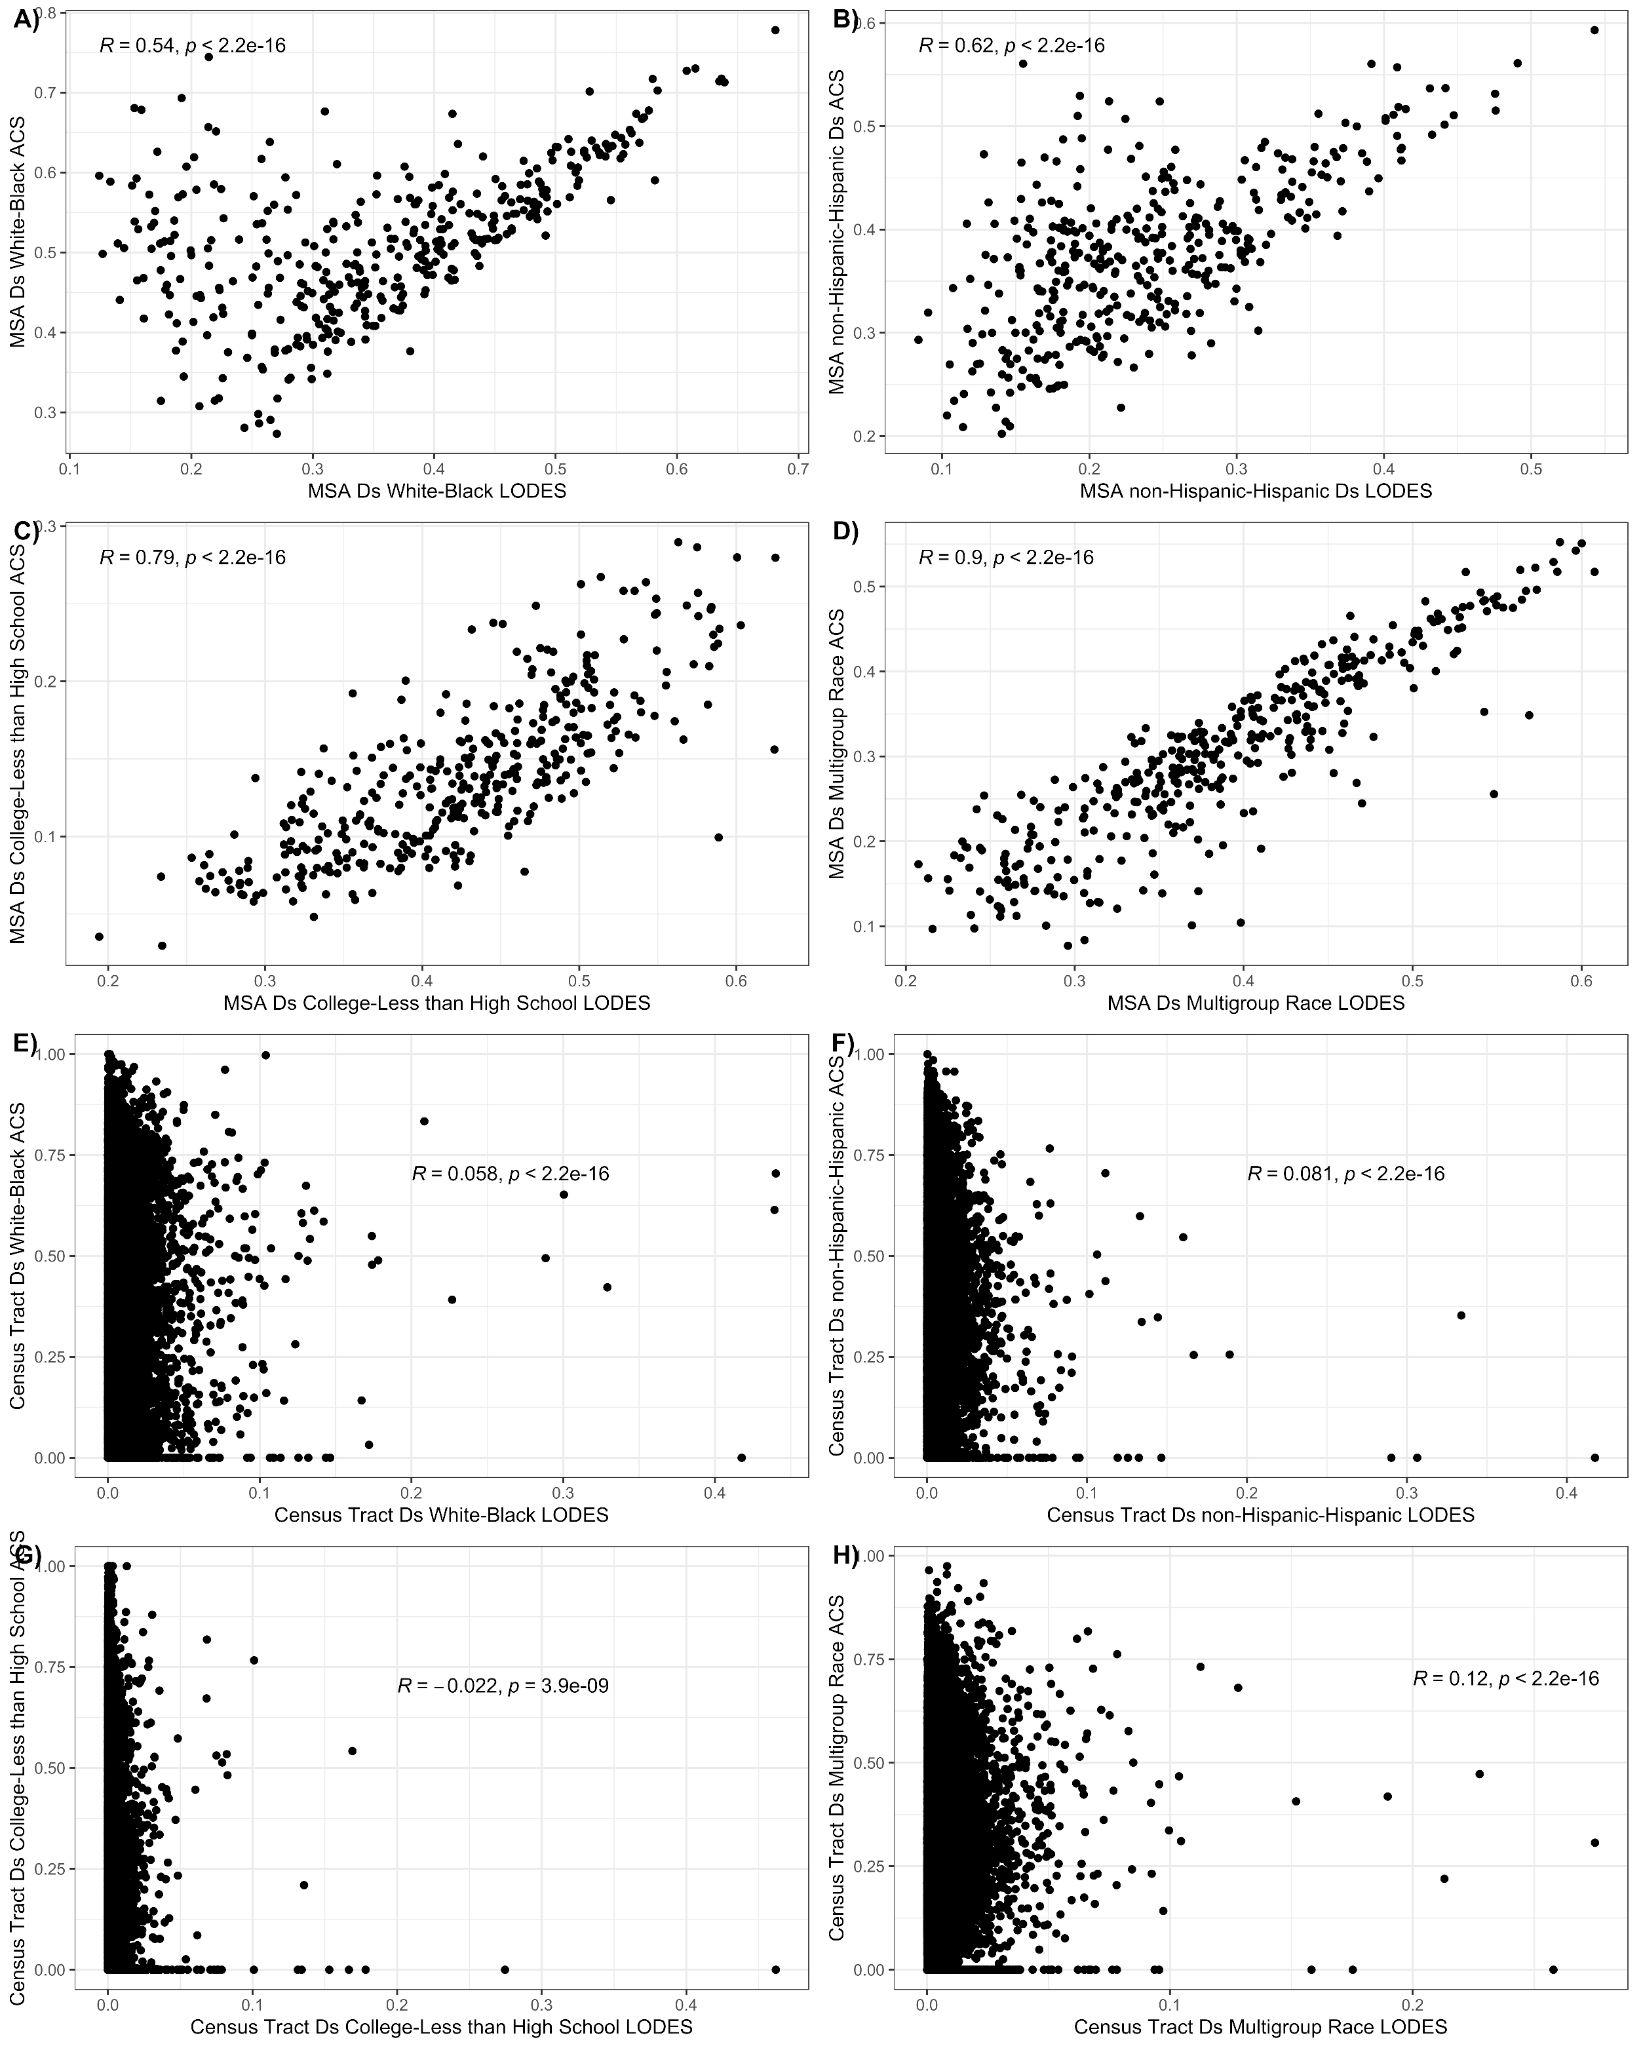 A)
R = 0.54, p < 2.2e-16
0.8
0.7
0.6
0.5
0.4
0.3
MSA Ds White-Black ACS
0.1 0.2 0.3 0.4 0.5 0.6 0.7
MSA Ds White-Black LODES
B)
R = 0.62, p < 2.2e-16
0.6
0.5
0.4
0.3
0.2
MSA non-Hispanic-Hispanic Ds ACS
0.1 0.2 0.3 0.4 0.5
MSA non-Hispanic-Hispanic Ds LODES
C)
R = 0.79, p < 2.2e-16
0.3
0.2
0.1
MSA Ds College-Less than High School ACS
0.2 0.3 0.4 0.5 0.6
MSA Ds College-Less than High School LODES
D)
R = 0.9, p < 2.2e-16
0.5
0.4
0.3
0.2
0.1
MSA Ds Multigroup Race ACS
0.2 0.3 0.4 0.5 0.6
MSA Ds Multigroup Race LODES
E)
1.00
0.75
0.50
0.25
0.00
R = 0.058, p < 2.2e-16
Census Tract Ds White-Black ACS
0.0 0.1 0.2 0.3 0.4
Census Tract Ds White-Black LODES
F)
1.00
0.75
0.50
0.25
0.00
R = 0.081, p < 2.2e-16
Census Tract Ds non-Hispanic-Hispanic ACS
0.0 0.1 0.2 0.3 0.4
Census Tract Ds non-Hispanic-Hispanic LODES
G)
1.00
0.75
0.50
0.25
0.00
R = −0.022, p = 3.9e-09
Census Tract Ds College-Less than High School ACS
0.0 0.1 0.2 0.3 0.4
Census Tract Ds College-Less than High School LODES
H)
1.00
0.75
0.50
0.25
0.00
R = 0.12, p < 2.2e-16
Census Tract Ds Multigroup Race ACS
0.0 0.1 0.2
Census Tract Ds Multigroup Race LODES